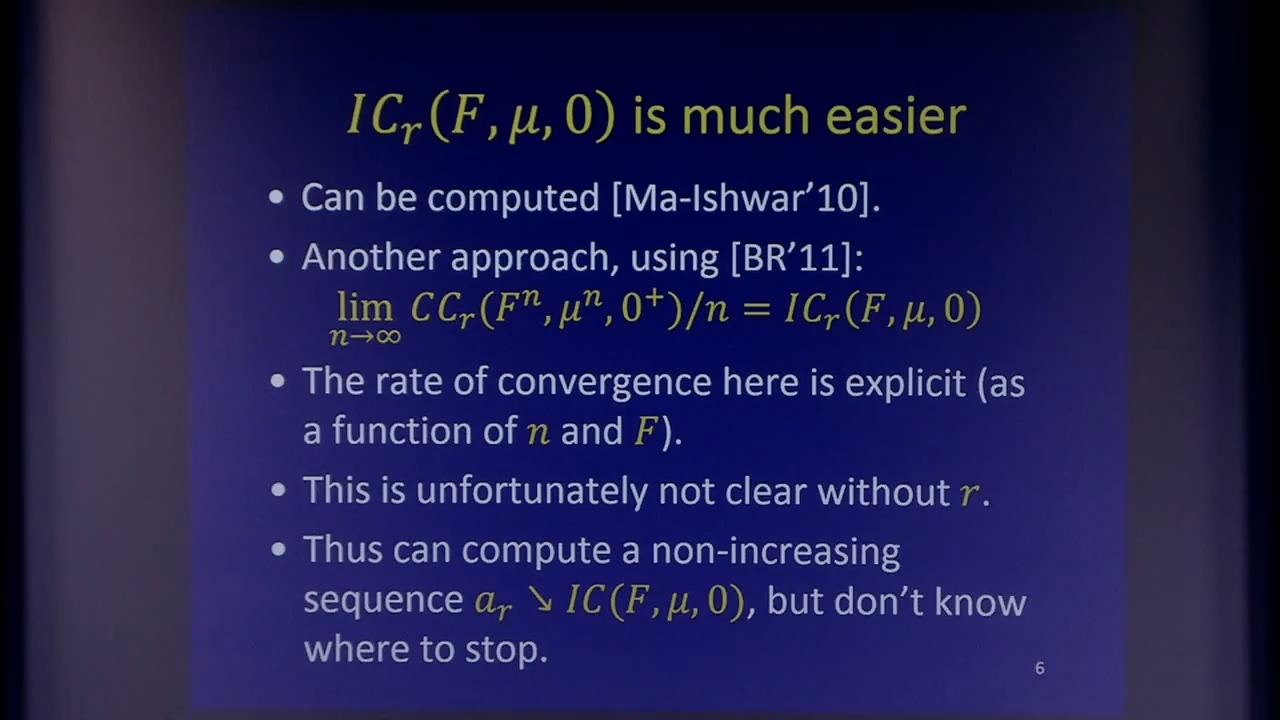 IC_r(F, μ, 0) is much easier
• Can be computed [Ma-Ishwar’10].
• Another approach, using [BR’11]:
lim_{n→∞} CC_r(F^n, μ^n, 0^+)/n = IC_r(F, μ, 0)
• The rate of convergence here is explicit (as
a function of n and F).
• This is unfortunately not clear without r.
• Thus can compute a non-increasing
sequence a_r ↘ IC(F, μ, 0), but don’t know
where to stop.
6